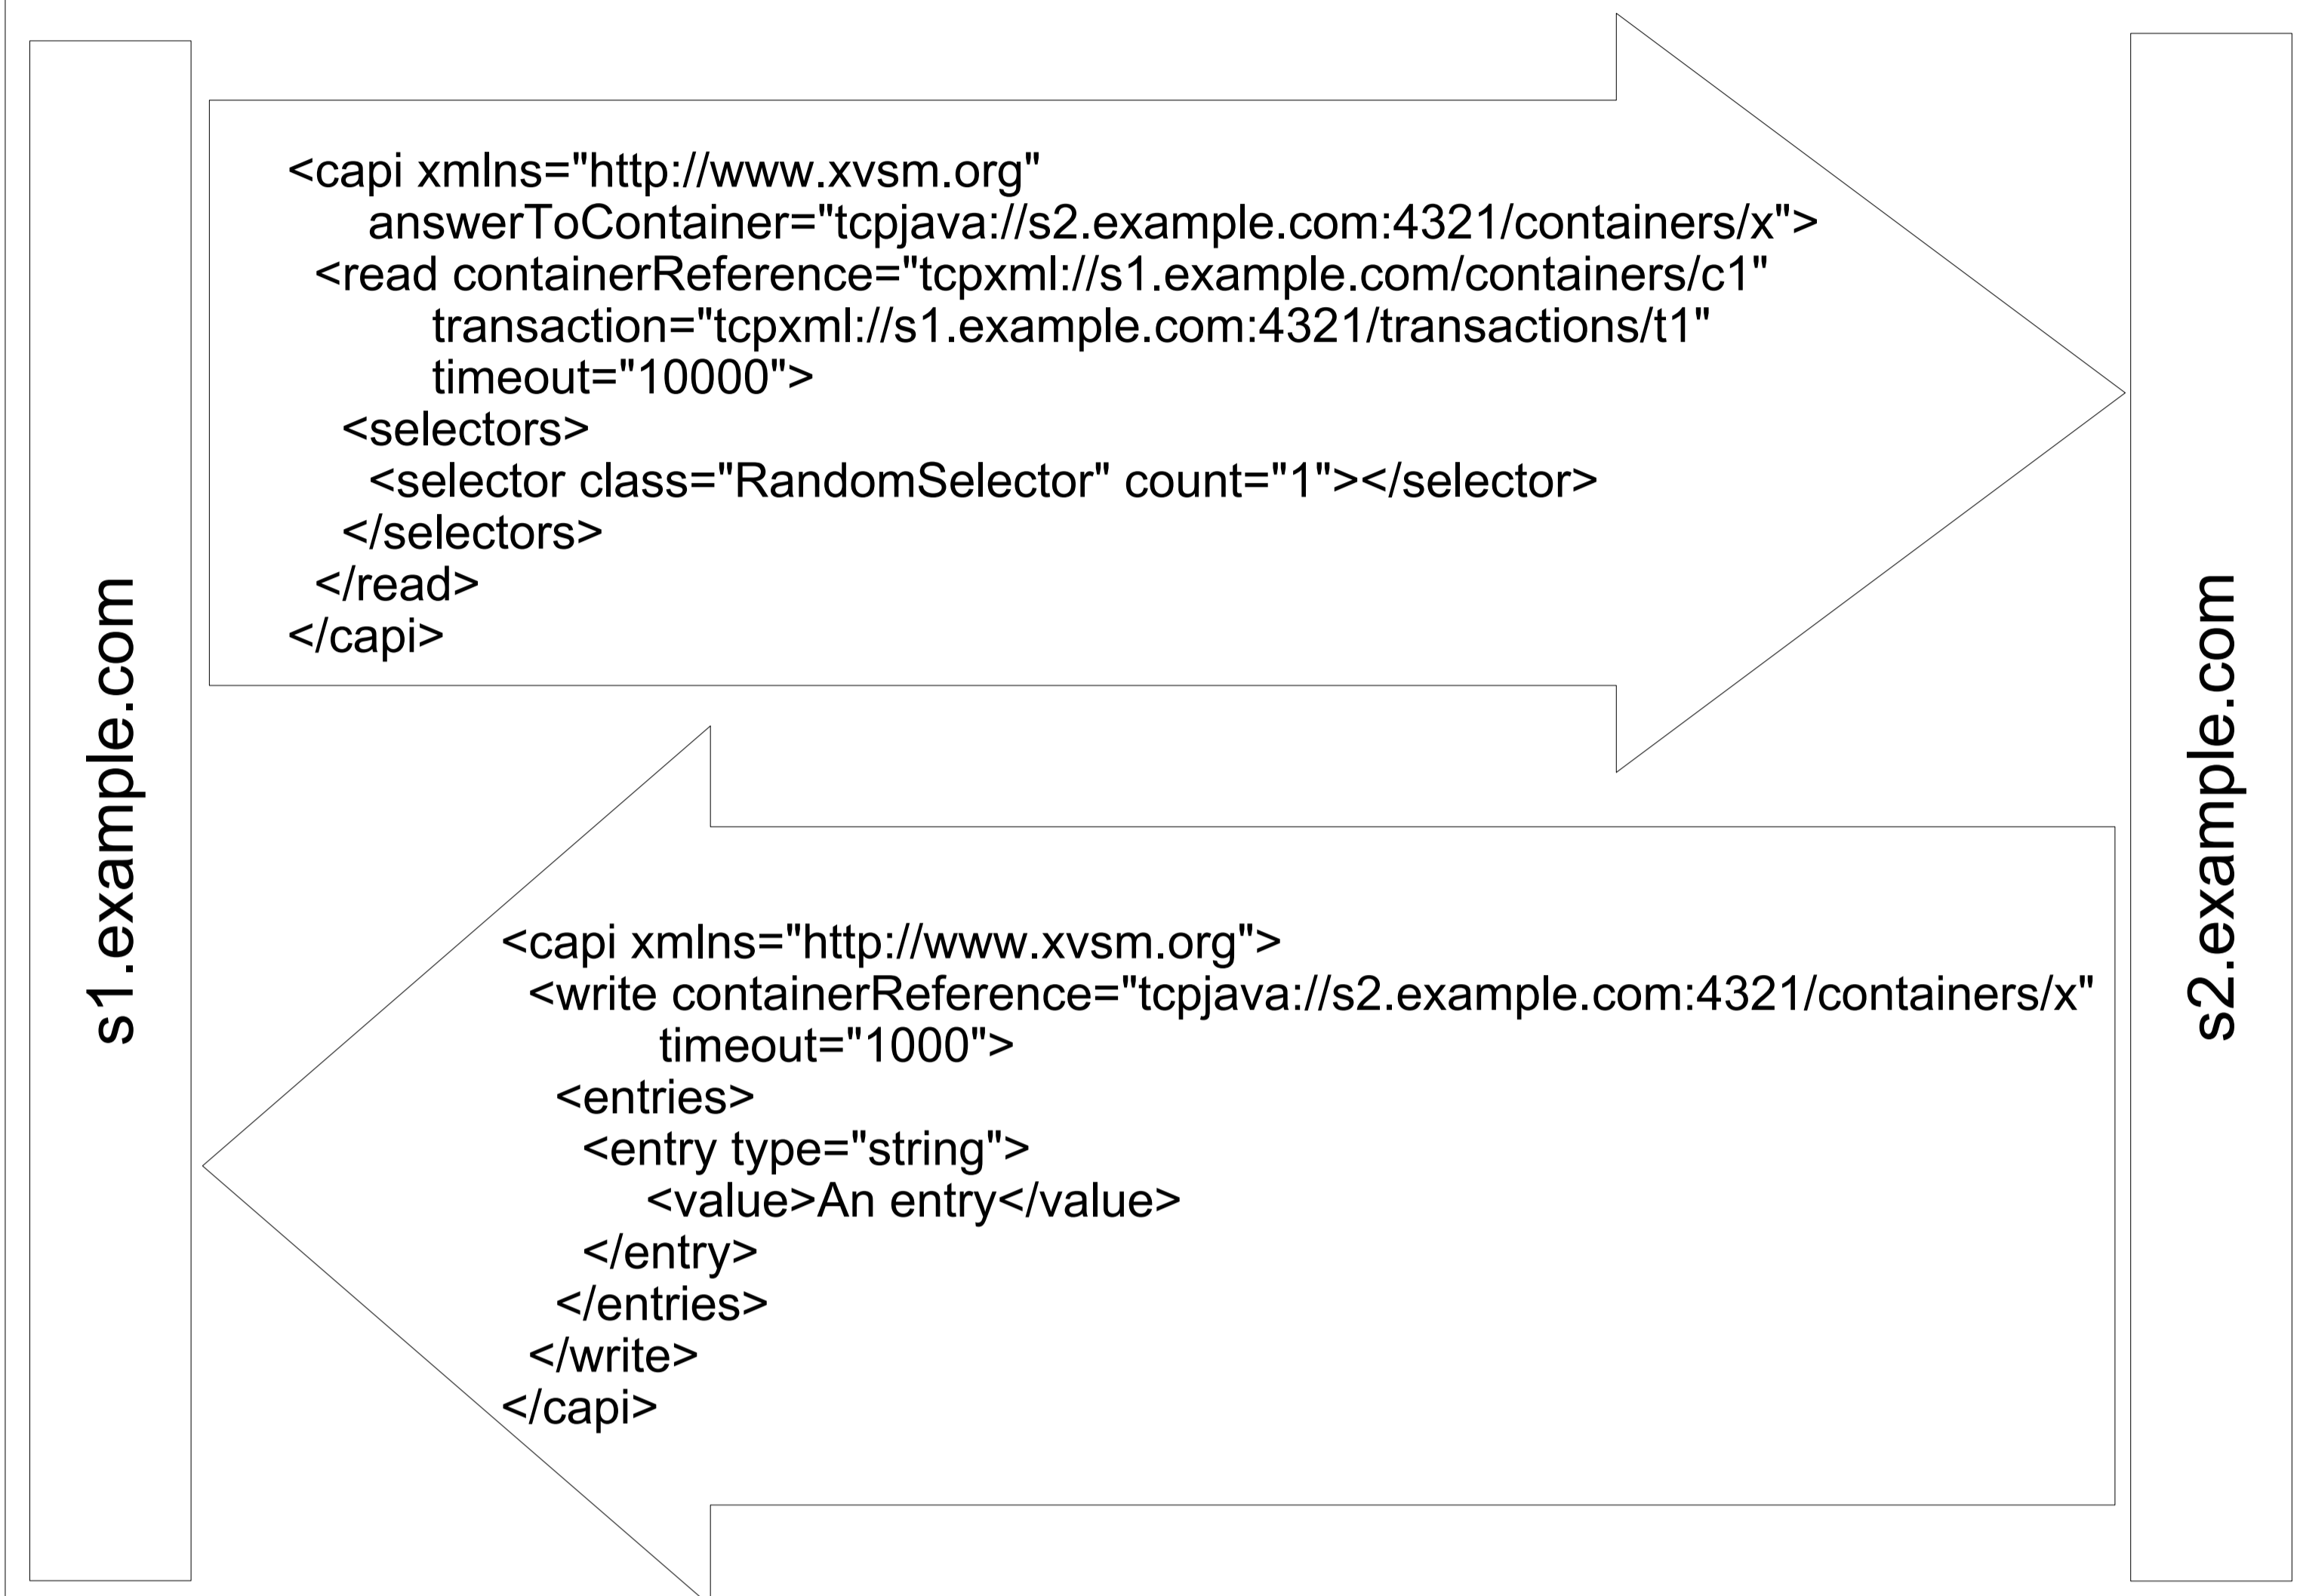 s1.example.com
<capi xmlns="http://www.xvsm.org"
answerToContainer="tcpjava://s2.example.com:4321/containers/x">
<read containerReference="tcpxml://s1.example.com/containers/c1"
transaction="tcpxml://s1.example.com:4321/transactions/t1"
timeout="10000">
<selectors>
<selector class="RandomSelector" count="1"></selector>
</selectors>
</read>
</capi>
<capi xmlns="http://www.xvsm.org">
<write containerReference="tcpjava://s2.example.com:4321/containers/x"
timeout="1000">
<entries>
<entry type="string">
<value>An entry</value>
</entry>
</entries>
</write>
</capi>
s2.example.com